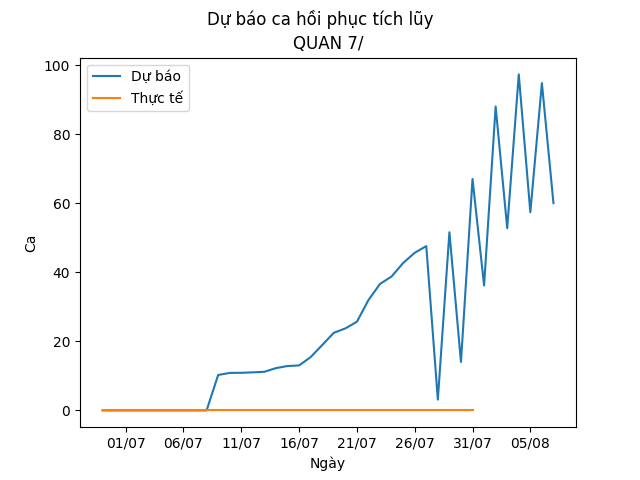 Dự báo ca hồi phục tích lũy
QUAN 7/
Dự báo
Thực tế
100
80
60
40
20
0
Ca
01/07 06/07 11/07 16/07 21/07 26/07 31/07 05/08
Ngày